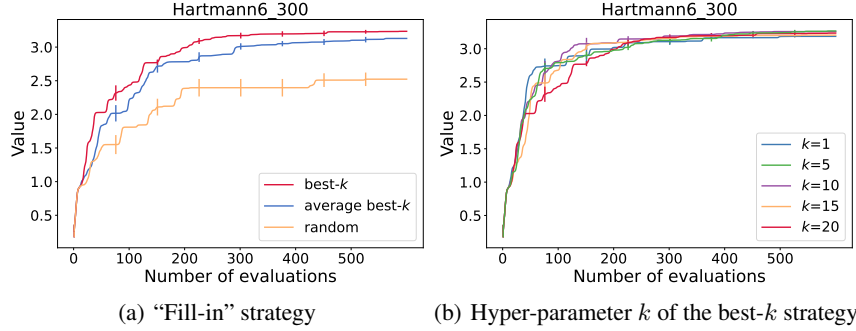 Hartmann6_300
Value
3.0
2.5
2.0
1.5
1.0
0.5
best-k
average best-k
random
0 100 200 300 400 500
Number of evaluations
(a) “Fill-in” strategy
Hartmann6_300
Value
3.0
2.5
2.0
1.5
1.0
0.5
k=1
k=5
k=10
k=15
k=20
0 100 200 300 400 500
Number of evaluations
(b) Hyper-parameter k of the best-k strategy